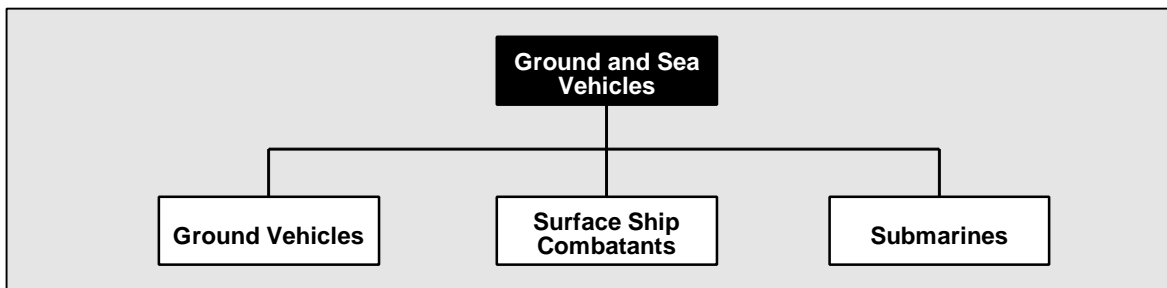 Ground and Sea
Vehicles
Ground Vehicles
Surface Ship
Combatants
Submarines